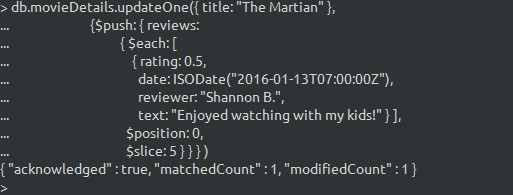 > db.movieDetails.updateOne({ title: "The Martian" },
... {$push: { reviews:
... { $each: [
... { rating: 0.5,
... date: ISODate("2016-01-13T07:00:00Z"),
... reviewer: "Shannon B.",
... text: "Enjoyed watching with my kids!" } ],
... $position: 0,
... $slice: 5 } } } )
{ "acknowledged" : true, "matchedCount" : 1, "modifiedCount" : 1 }
>